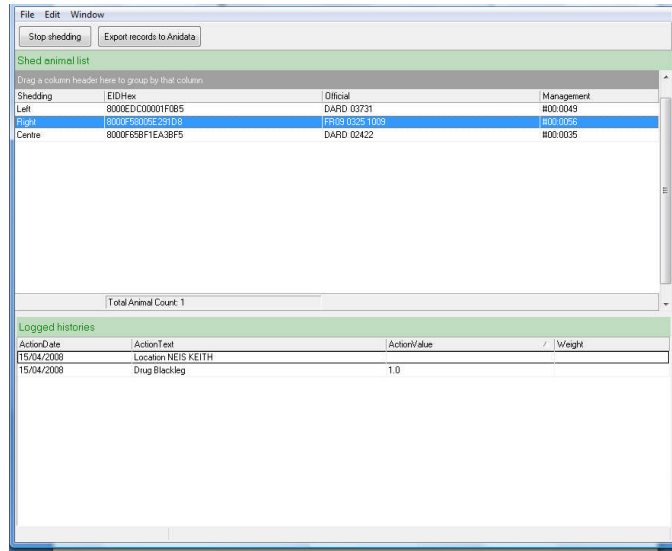 File Edit Window
Stop shedding Export records to Anidata
Shed animal list
Drag a column header here to group by that column
Shedding EIDHex Official Management
Left 8000EDC00001F0B5 DARD 03731 #00:0049
Right 8000F58005E291D8 FR09 0325 1009 #00:0056
Centre 8000F65BF1EA3BF5 DARD 02422 #00:0035
Total Animal Count: 1
Logged histories
ActionDate ActionText ActionValue Weight
15/04/2008 Location NEIS KEITH
15/04/2008 Drug Blackleg 1.0